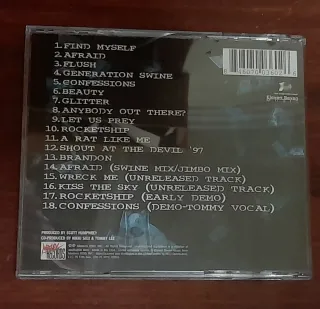 1.FIND MYSELF
2.AFRAID
3.FLUSH
4.GENERATION SWINE
5.CONFESSIONS
6.BEAUTY
7.GLITTER
8.ANYBODY OUT THERE?
9.LET US PREY
10.ROCKETSHIP
11.A RAT LIKE ME
12.SHOUT AT THE DEVIL '97
13.BRANDON
14.AFRAID (SWINE MIX/JIMBO MIX)
15.WRECK ME (UNRELEASED TRACK)
16.KISS THE SKY (UNRELEASED TRACK)
17.ROCKETSHIP (EARLY DEMO)
18.CONFESSIONS (DEMO-TOMMY VOCAL)
PRODUCED BY SCOTT HUMPHREY
CO-PRODUCED BY NIKKI SIXX & TOMMY LEE